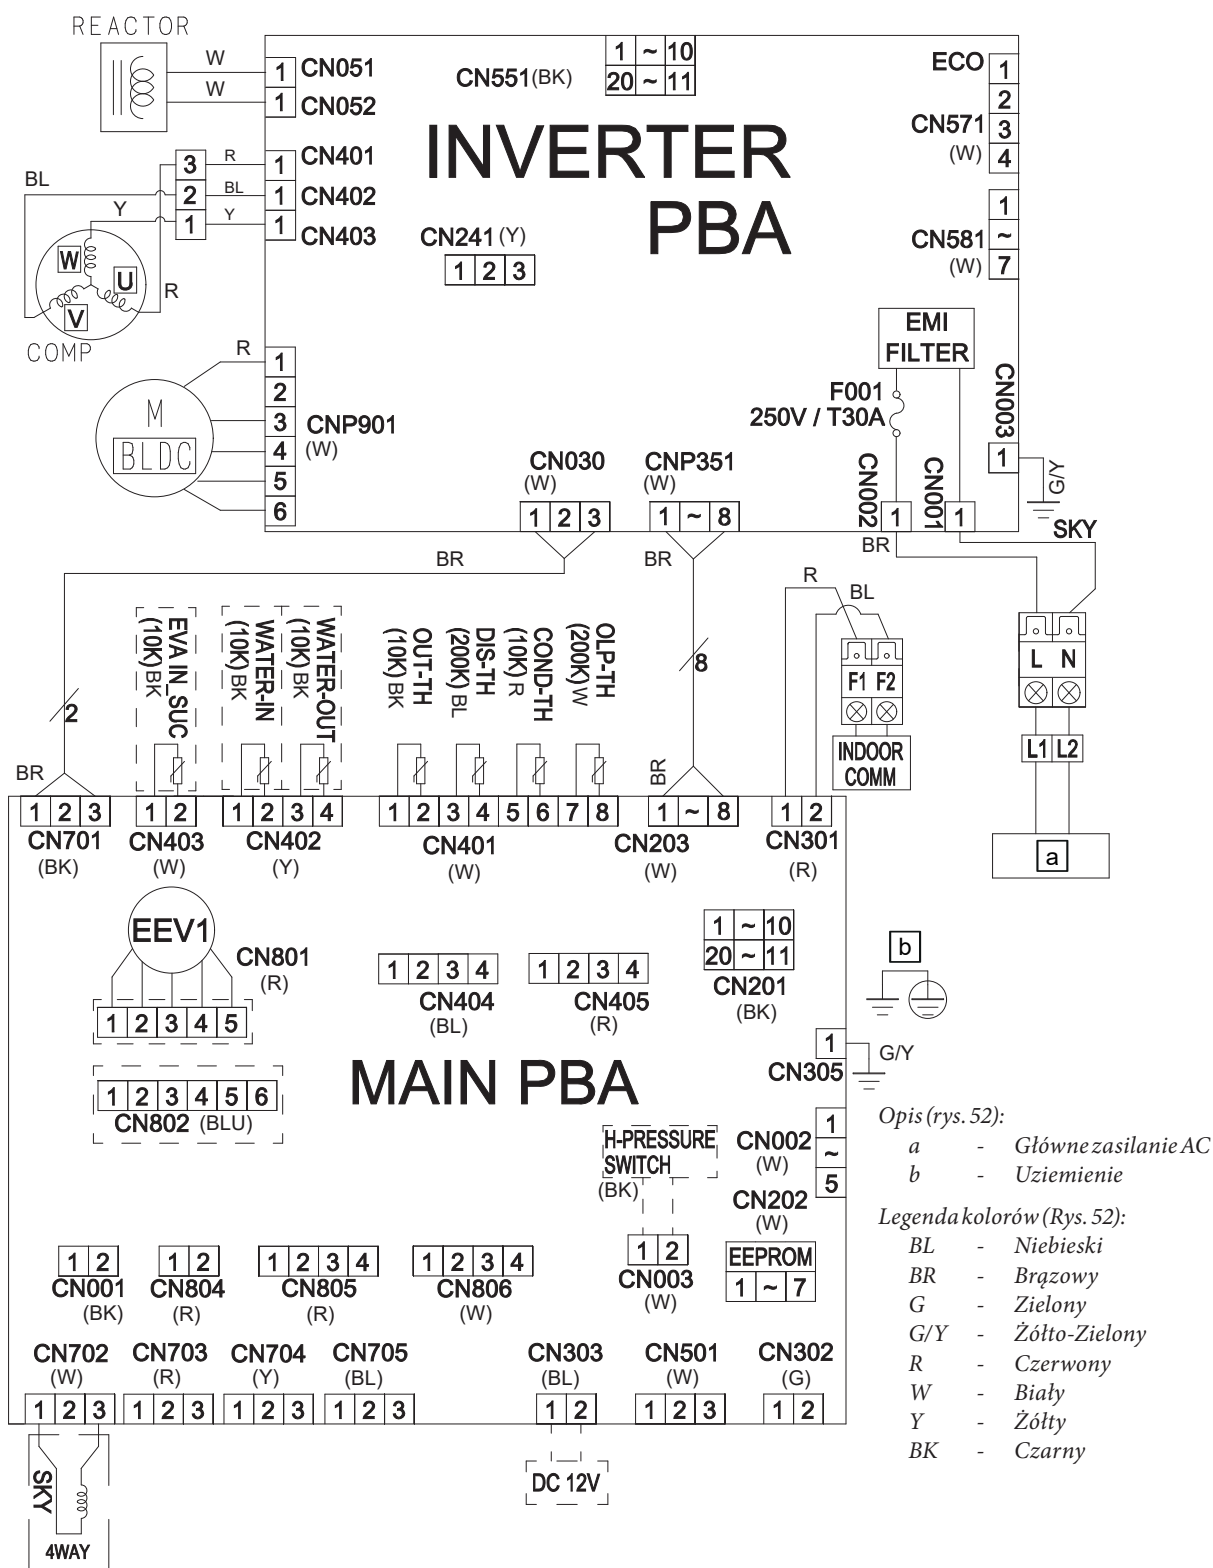 REACTOR
W
W
1 CN051
1 CN052
CN551(BK)
1 ~ 10
20 ~ 11
ECO
1
2
3
4
CN571
(W)
INVERTER
PBA
3 R 1 CN401
2 BL 1 CN402
1 Y 1 CN403
BL
Y
R
W
U
V
COMP
CN241 (Y)
1 2 3
1
~
7
CN581
(W)
EMI
FILTER
F001
250V / T30A
CN003
1
G/Y
R
1
2
3
4
5
6
CNP901
(W)
M
BLDC
CN030
(W)
1 2 3
CNP351
(W)
1 ~ 8
CN002
1
CN001
1
BR
SKY
BR
BR
R
BL
2
8
EVA IN_SUC
(10K) BK
WATER-IN
(10K) BK
WATER-OUT
(10K) BK
OUT-TH
(10K) BK
DIS-TH
(200K) BL
COND-TH
(10K) R
OLP-TH
(200K) W
F1 F2
INDOOR
COMM
L N
L1 L2
a
BR
BR
1 2 3
CN701
(BK)
1 2
CN403
(W)
1 2 3 4
CN402
(Y)
1 2 3 4 5 6 7 8
CN401
(W)
1 ~ 8
CN203
(W)
1 2
CN301
(R)
EEV1
CN801
(R)
1 2 3 4 5
1 2 3 4
CN404
(BL)
1 2 3 4
CN405
(R)
1 ~ 10
20 ~ 11
CN201
(BK)
b
1
CN305
G/Y
MAIN PBA
1 2 3 4 5 6
CN802 (BLU)
H-PRESSURE
SWITCH
(BK)
CN002
(W)
1
~
5
CN202
(W)
EEPROM
1 ~ 7
1 2
CN003
(W)
1 2
CN001
(BK)
1 2
CN804
(R)
1 2 3 4
CN805
(R)
1 2 3 4
CN806
(W)
CN702
(W)
1 2 3
CN703
(R)
1 2 3
CN704
(Y)
1 2 3
CN705
(BL)
1 2 3
CN303
(BL)
1 2
CN501
(W)
1 2 3
CN302
(G)
1 2
SKY
4WAY
DC 12V
Opis (rys. 52):
a - Główne zasilanie AC
b - Uziemienie
Legenda kolorów (Rys. 52):
BL - Niebieski
BR - Brązowy
G - Zielony
G/Y - Żółto-Zielony
R - Czerwony
W - Biały
Y - Żółty
BK - Czarny